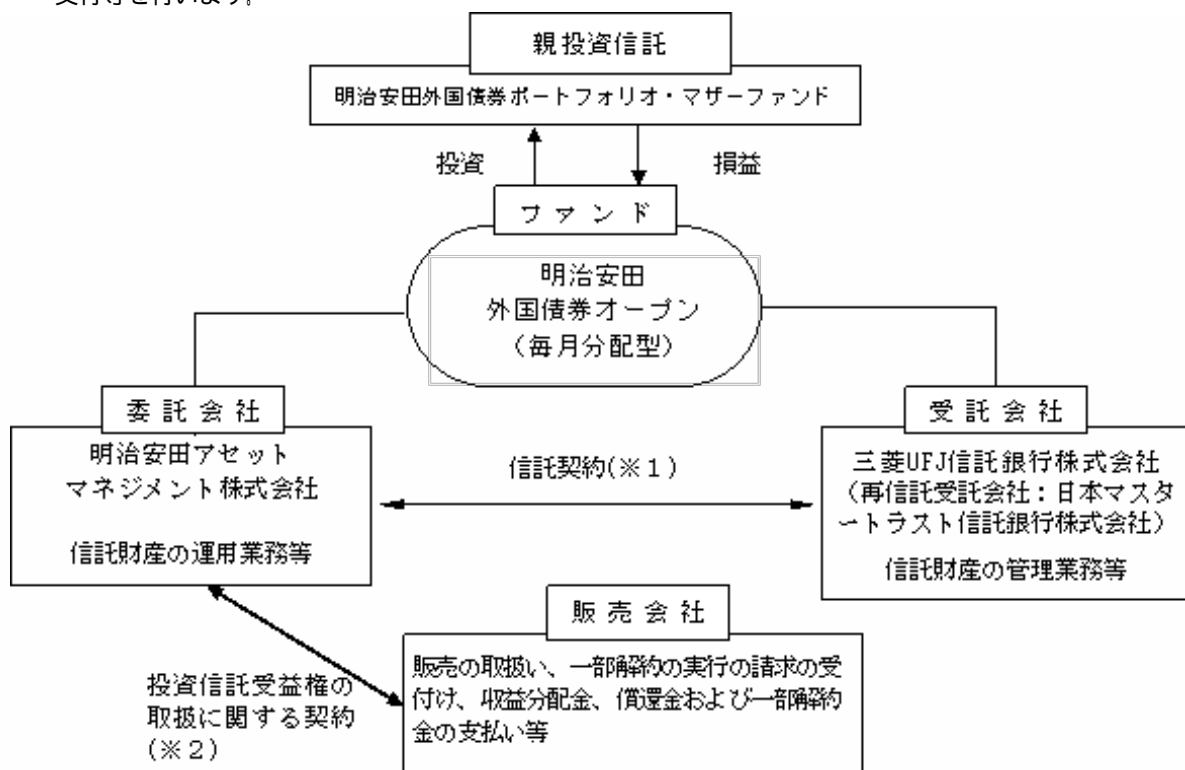 交付等を行います。
親投資信託
明治安田外国債券ポートフォリオ・マザーファンド
投資
損益
ファンド
明治安田
外国債券オープン
（毎月分配型）
委託会社
明治安田アセット
マネジメント株式会社
信託財産の運用業務等
信託契約(※１)
受託会社
三菱UFJ信託銀行株式会社
（再信託受託会社：日本マスタ
ートラスト信託銀行株式会社）
信託財産の管理業務等
投資信託受益権の
取扱に関する契約
(※２)
販売会社
販売の取扱い、一部解約の実行の請求の受
付け、収益分配金、償還金および一部解約
金の支払い等